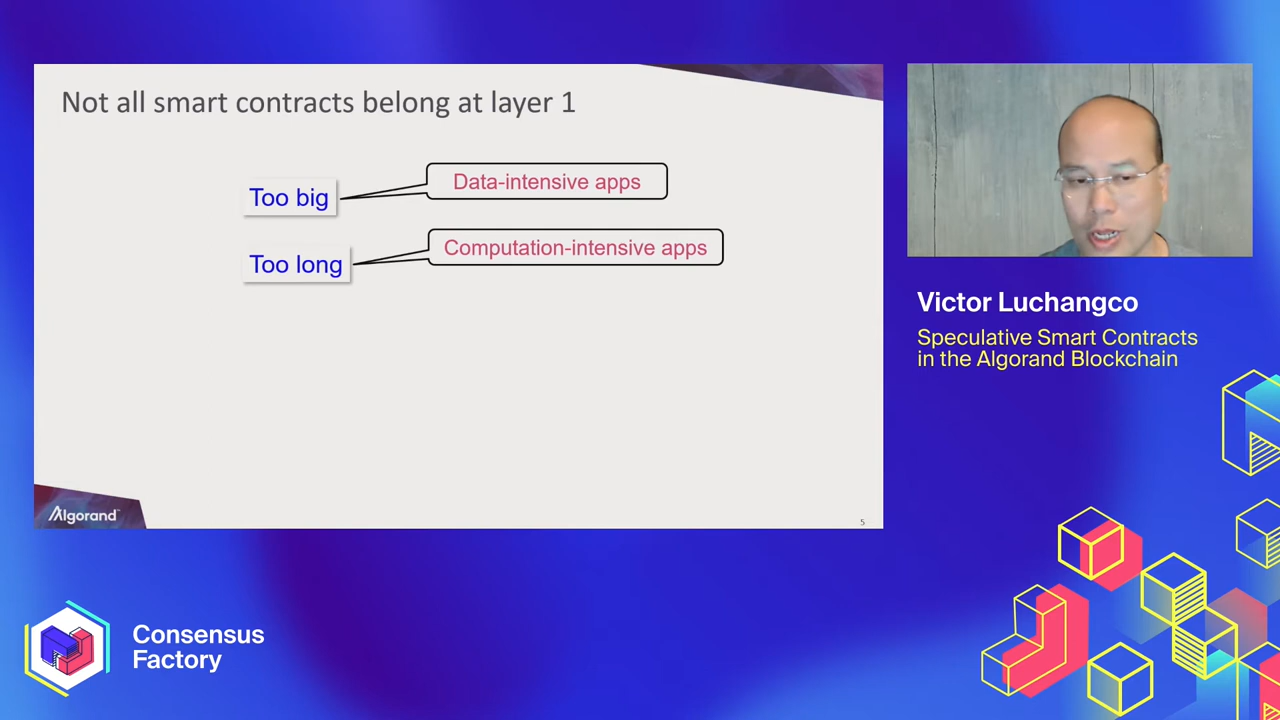 Not all smart contracts belong at layer 1
Too big
Data-intensive apps
Too long
Computation-intensive apps
Algorand
5
Victor Luchangco
Speculative Smart Contracts
in the Algorand Blockchain
Consensus
Factory